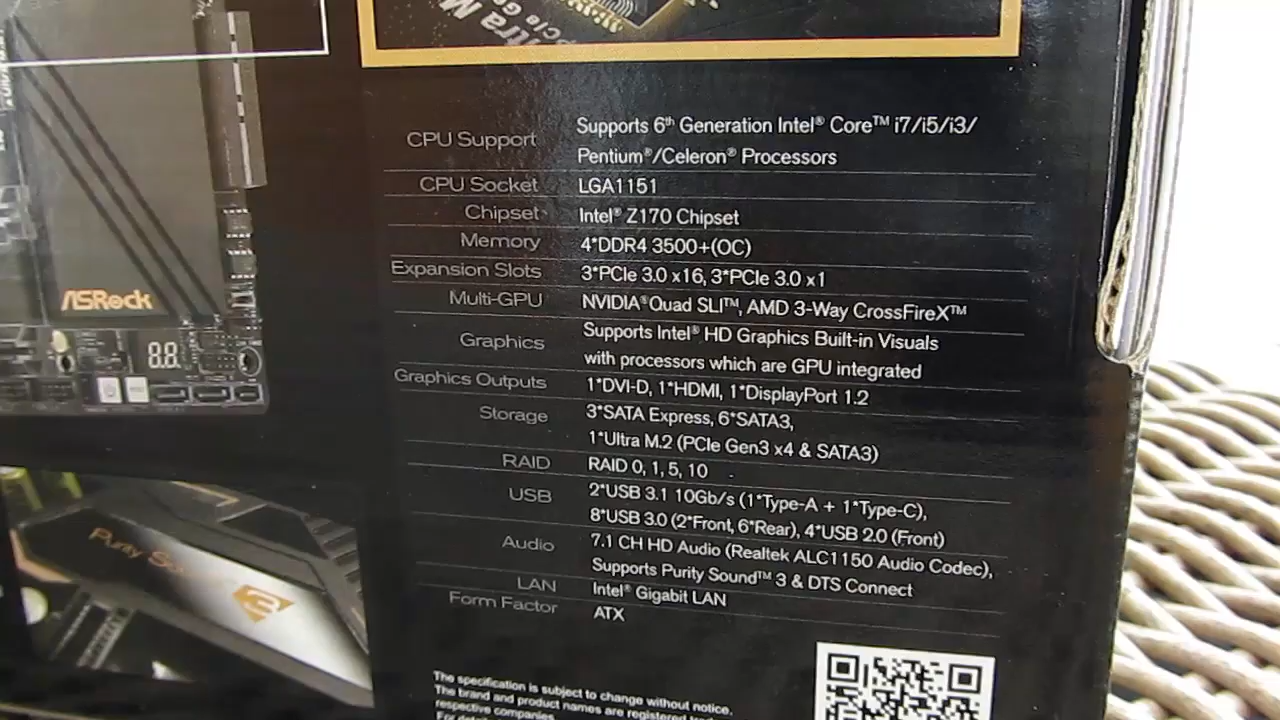 CPU Support Supports 6th Generation Intel® Core™ i7/i5/i3/
Pentium®/Celeron® Processors
CPU Socket LGA1151
Chipset Intel® Z170 Chipset
Memory 4*DDR4 3500+(OC)
Expansion Slots 3*PCIe 3.0 x16, 3*PCIe 3.0 x1
Multi-GPU NVIDIA® Quad SLI™, AMD 3-Way CrossFireX™
Graphics Supports Intel® HD Graphics Built-in Visuals
with processors which are GPU integrated
Graphics Outputs 1*DVI-D, 1*HDMI, 1*DisplayPort 1.2
Storage 3*SATA Express, 6*SATA3,
1*Ultra M.2 (PCIe Gen3 x4 & SATA3)
RAID RAID 0, 1, 5, 10
USB 2*USB 3.1 10Gb/s (1*Type-A + 1*Type-C),
8*USB 3.0 (2*Front, 6*Rear), 4*USB 2.0 (Front)
Audio 7.1 CH HD Audio (Realtek ALC1150 Audio Codec),
Supports Purity Sound™ 3 & DTS Connect
LAN Intel® Gigabit LAN
Form Factor ATX
The specification is subject to change without notice.
The brand and product names are registered
respective companies.
ASRock
8.8.
Purity
3